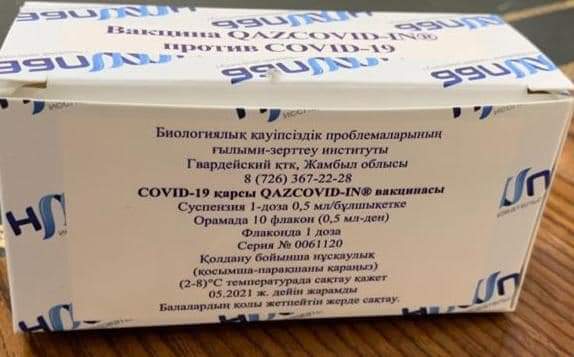 Вакцина QAZCOVID-IN®
против COVID-19
Биологиялық қауіпсіздік проблемаларының
ғылыми-зерттеу институты
Гвардейский қтк, Жамбыл облысы
8 (726) 367-22-28
COVID-19 қарсы QAZCOVID-IN® вакцинасы
Суспензия 1-доза 0,5 мл/бұлшықетке
Орамада 10 флакон (0,5 мл-ден)
Флаконда 1 доза
Серия № 0061120
Қолдану бойынша нұсқаулық
(қосымша-парақшаны қараңыз)
(2-8)°С температурада сақтау қажет
05.2021 ж. дейін жарамды
Балалардың қолы жетпейтін жерде сақтау.